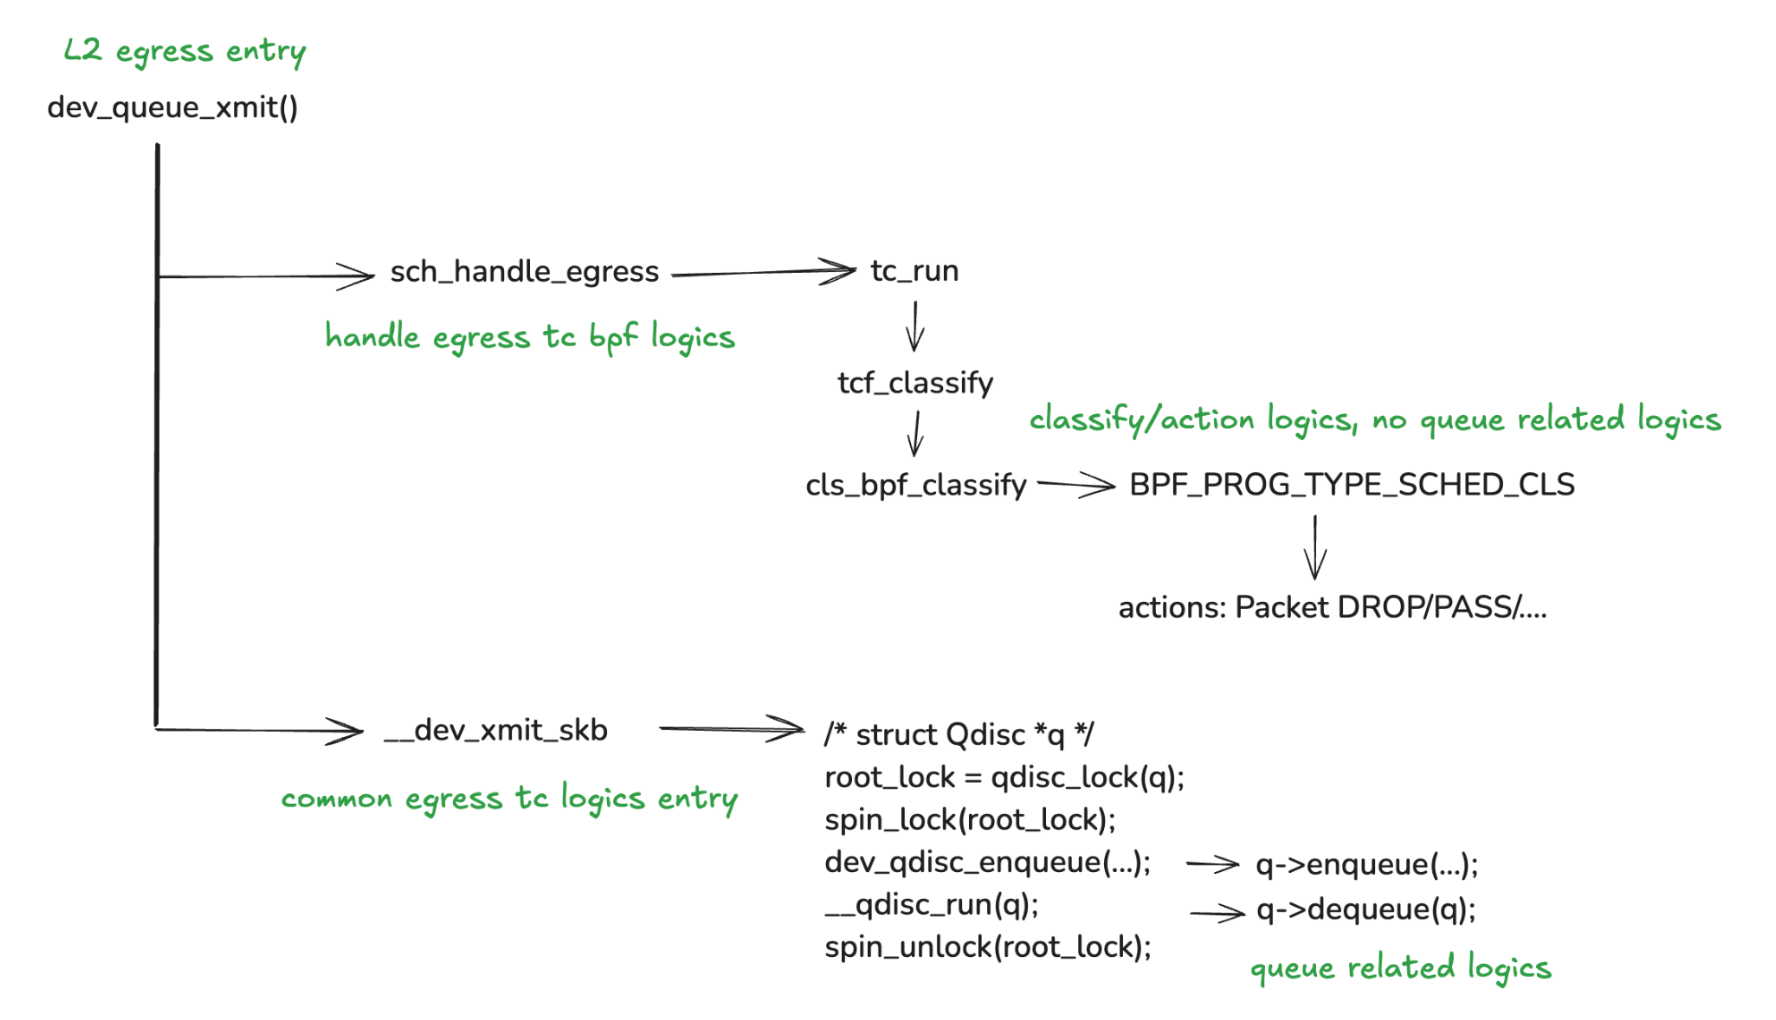 L2 egress entry
dev_queue_xmit()
sch_handle_egress
tc_run
handle egress tc bpf logics
tcf_classify
classify/action logics, no queue related logics
cls_bpf_classify
BPF_PROG_TYPE_SCHED_CLS
actions: Packet DROP/PASS/....
__dev_xmit_skb
common egress tc logics entry
/* struct Qdisc *q */
root_lock = qdisc_lock(q);
spin_lock(root_lock);
dev_qdisc_enqueue(...);
q->enqueue(...);
__qdisc_run(q);
q->dequeue(q);
spin_unlock(root_lock);
queue related logics